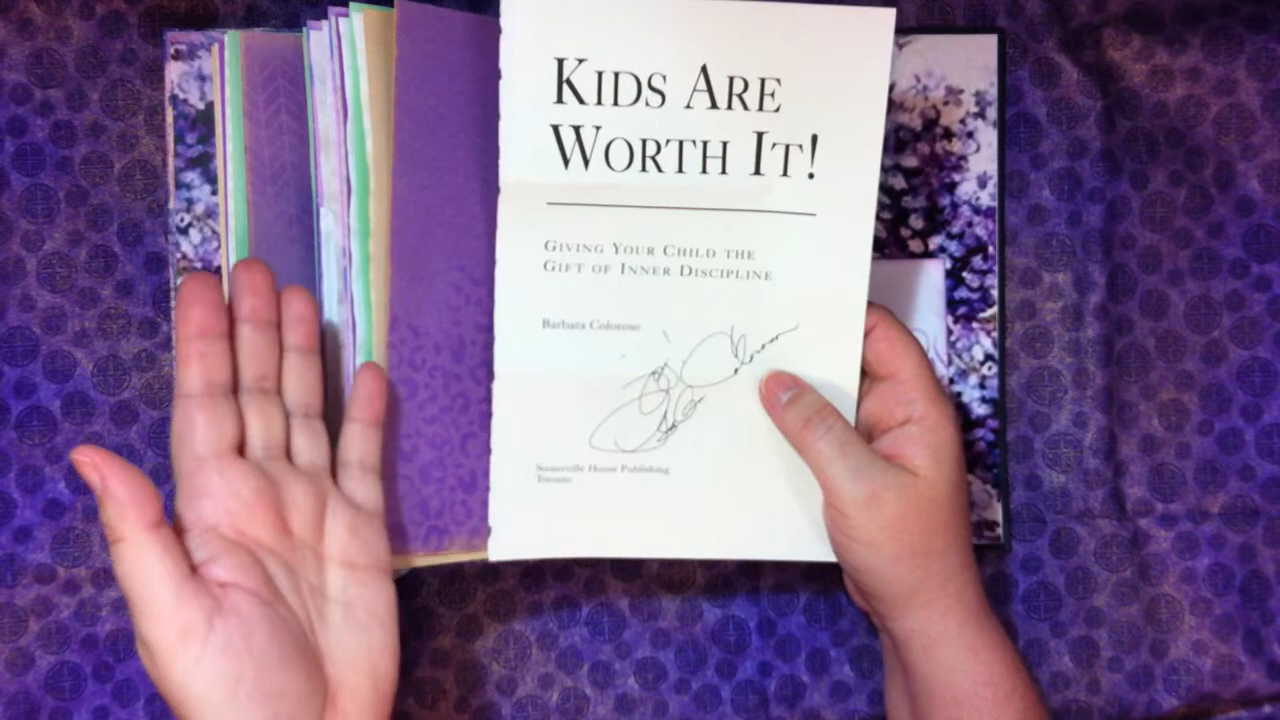 KIDS ARE
WORTH IT!
GIVING YOUR CHILD THE
GIFT OF INNER DISCIPLINE
Barbara Coloroso
Somerville House Publishing
Toronto